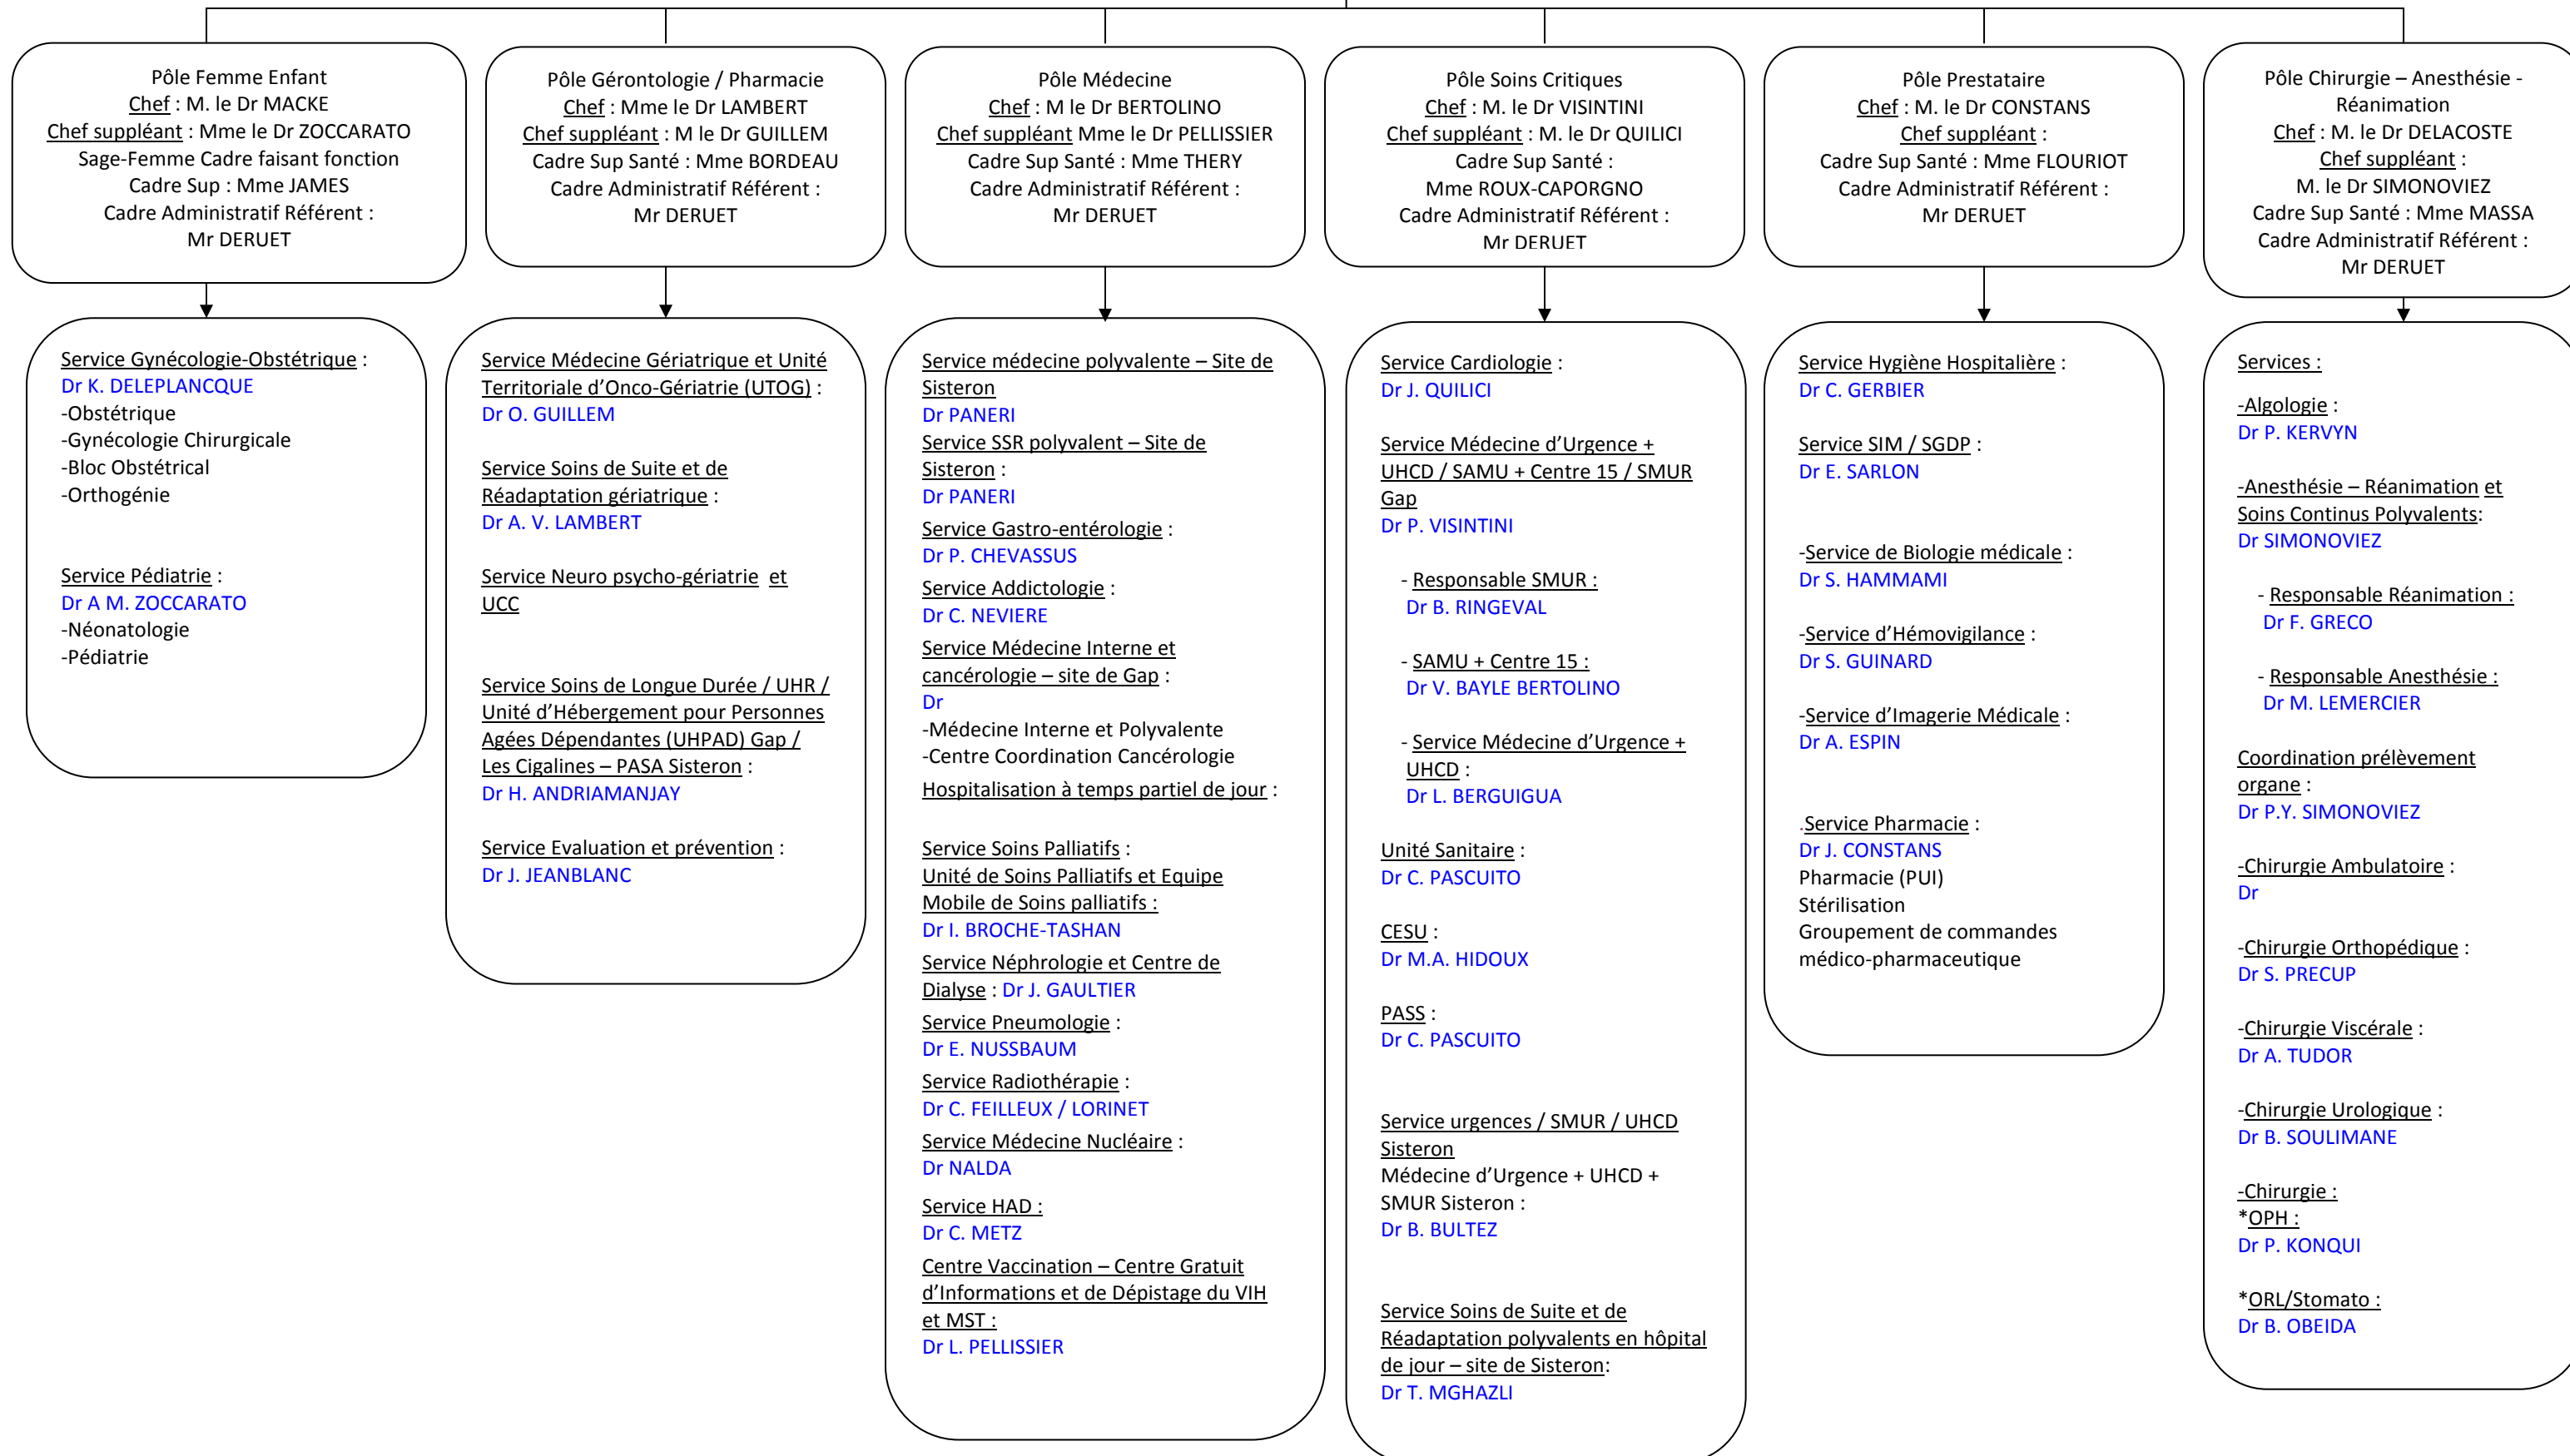 Pôle Femme Enfant
Chef : M. le Dr MACKE
Chef suppléant : Mme le Dr ZOCCARATO
Sage-Femme Cadre faisant fonction
Cadre Sup : Mme JAMES
Cadre Administratif Référent :
Mr DERUET
Pôle Gérontologie / Pharmacie
Chef : Mme le Dr LAMBERT
Chef suppléant : M le Dr GUILLEM
Cadre Sup Santé : Mme BORDEAU
Cadre Administratif Référent :
Mr DERUET
Pôle Médecine
Chef : M le Dr BERTOLINO
Chef suppléant Mme le Dr PELLISSIER
Cadre Sup Santé : Mme THERY
Cadre Administratif Référent :
Mr DERUET
Pôle Soins Critiques
Chef : M. le Dr VISINTINI
Chef suppléant : M. le Dr QUILICI
Cadre Sup Santé :
Mme ROUX-CAPORGNO
Cadre Administratif Référent :
Mr DERUET
Pôle Prestataire
Chef : M. le Dr CONSTANS
Chef suppléant :
Cadre Sup Santé : Mme FLOURIOT
Cadre Administratif Référent :
Mr DERUET
Pôle Chirurgie – Anesthésie -
Réanimation
Chef : M. le Dr DELACOSTE
Chef suppléant :
M. le Dr SIMONOVIEZ
Cadre Sup Santé : Mme MASSA
Cadre Administratif Référent :
Mr DERUET
Service Gynécologie-Obstétrique :
Dr K. DELEPLANCQUE
-Obstétrique
-Gynécologie Chirurgicale
-Bloc Obstétrical
-Orthogénie
Service Pédiatrie :
Dr A M. ZOCCARATO
-Néonatologie
-Pédiatrie
Service Médecine Gériatrique et Unité
Territoriale d’Onco-Gériatrie (UTOG) :
Dr O. GUILLEM
Service Soins de Suite et de
Réadaptation gériatrique :
Dr A. V. LAMBERT
Service Neuro psycho-gériatrie et
UCC
Service Soins de Longue Durée / UHR /
Unité d’Hébergement pour Personnes
Agées Dépendantes (UHPAD) Gap /
Les Cigalines – PASA Sisteron :
Dr H. ANDRIAMANJAY
Service Evaluation et prévention :
Dr J. JEANBLANC
Service médecine polyvalente – Site de
Sisteron
Dr PANERI
Service SSR polyvalent – Site de
Sisteron :
Dr PANERI
Service Gastro-entérologie :
Dr P. CHEVASSUS
Service Addictologie :
Dr C. NEVIERE
Service Médecine Interne et
cancérologie – site de Gap :
Dr
-Médecine Interne et Polyvalente
-Centre Coordination Cancérologie
Hospitalisation à temps partiel de jour :
Service Soins Palliatifs :
Unité de Soins Palliatifs et Equipe
Mobile de Soins palliatifs :
Dr I. BROCHE-TASHAN
Service Néphrologie et Centre de
Dialyse : Dr J. GAULTIER
Service Pneumologie :
Dr E. NUSSBAUM
Service Radiothérapie :
Dr C. FEILLEUX / LORINET
Service Médecine Nucléaire :
Dr NALDA
Service HAD :
Dr C. METZ
Centre Vaccination – Centre Gratuit
d’Informations et de Dépistage du VIH
et MST :
Dr L. PELLISSIER
Service Cardiologie :
Dr J. QUILICI
Service Médecine d’Urgence +
UHCD / SAMU + Centre 15 / SMUR
Gap
Dr P. VISINTINI
- Responsable SMUR :
Dr B. RINGEVAL
- SAMU + Centre 15 :
Dr V. BAYLE BERTOLINO
- Service Médecine d’Urgence +
UHCD :
Dr L. BERGUIGUA
Unité Sanitaire :
Dr C. PASCUITO
CESU :
Dr M.A. HIDOUX
PASS :
Dr C. PASCUITO
Service urgences / SMUR / UHCD
Sisteron
Médecine d’Urgence + UHCD +
SMUR Sisteron :
Dr B. BULTEZ
Service Soins de Suite et de
Réadaptation polyvalents en hôpital
de jour – site de Sisteron:
Dr T. MGHAZLI
Service Hygiène Hospitalière :
Dr C. GERBIER
Service SIM / SGDP :
Dr E. SARLON
-Service de Biologie médicale :
Dr S. HAMMAMI
-Service d’Hémovigilance :
Dr S. GUINARD
-Service d’Imagerie Médicale :
Dr A. ESPIN
.Service Pharmacie :
Dr J. CONSTANS
Pharmacie (PUI)
Stérilisation
Groupement de commandes
médico-pharmaceutique
Services :
-Algologie :
Dr P. KERVYN
-Anesthésie – Réanimation et
Soins Continus Polyvalents:
Dr SIMONOVIEZ
- Responsable Réanimation :
Dr F. GRECO
- Responsable Anesthésie :
Dr M. LEMERCIER
Coordination prélèvement
organe :
Dr P.Y. SIMONOVIEZ
-Chirurgie Ambulatoire :
Dr
-Chirurgie Orthopédique :
Dr S. PRECUP
-Chirurgie Viscérale :
Dr A. TUDOR
-Chirurgie Urologique :
Dr B. SOULIMANE
-Chirurgie :
*OPH :
Dr P. KONQUI
*ORL/Stomato :
Dr B. OBEIDA